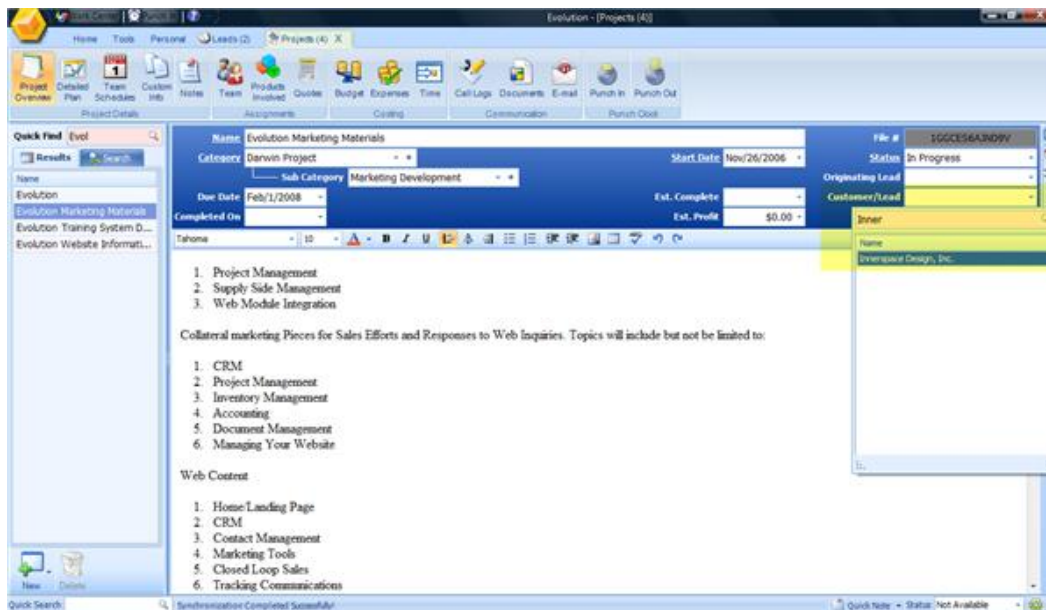 Evolution - [Projects (4)]
Home Tools Personal Leads (2) Projects (4) X
Project Overview Detailed Plan Team Schedules Custom Info Notes Team Products Involved Quotes Budget Expenses Time Call Logs Documents E-mail Punch In Punch Out
Project Details Assignments Costing Communication Punch Clock
Quick Find Evol
Results Search
Name
Evolution
Evolution Marketing Materials
Evolution Training System D...
Evolution Website Informati...
Name Evolution Marketing Materials File #
Category Darwin Project Start Date Nov/26/2006 Status In Progress
Sub Category Marketing Development Originating Lead
Due Date Feb/1/2008 Est. Complete Customer/Lead
Completed On Est. Profit $0.00
Inner
Name
Innerspace Design, Inc.
Tahoma 10 A B I U
1. Project Management
2. Supply Side Management
3. Web Module Integration
Collateral marketing Pieces for Sales Efforts and Responses to Web Inquiries. Topics will include but not be limited to:
1. CRM
2. Project Management
3. Inventory Management
4. Accounting
5. Document Management
6. Managing Your Website
Web Content
1. Home/Landing Page
2. CRM
3. Contact Management
4. Marketing Tools
5. Closed Loop Sales
6. Tracking Communications
New Delete
Quick Search Synchronization Completed Successfully! Quick Note Status Not Available